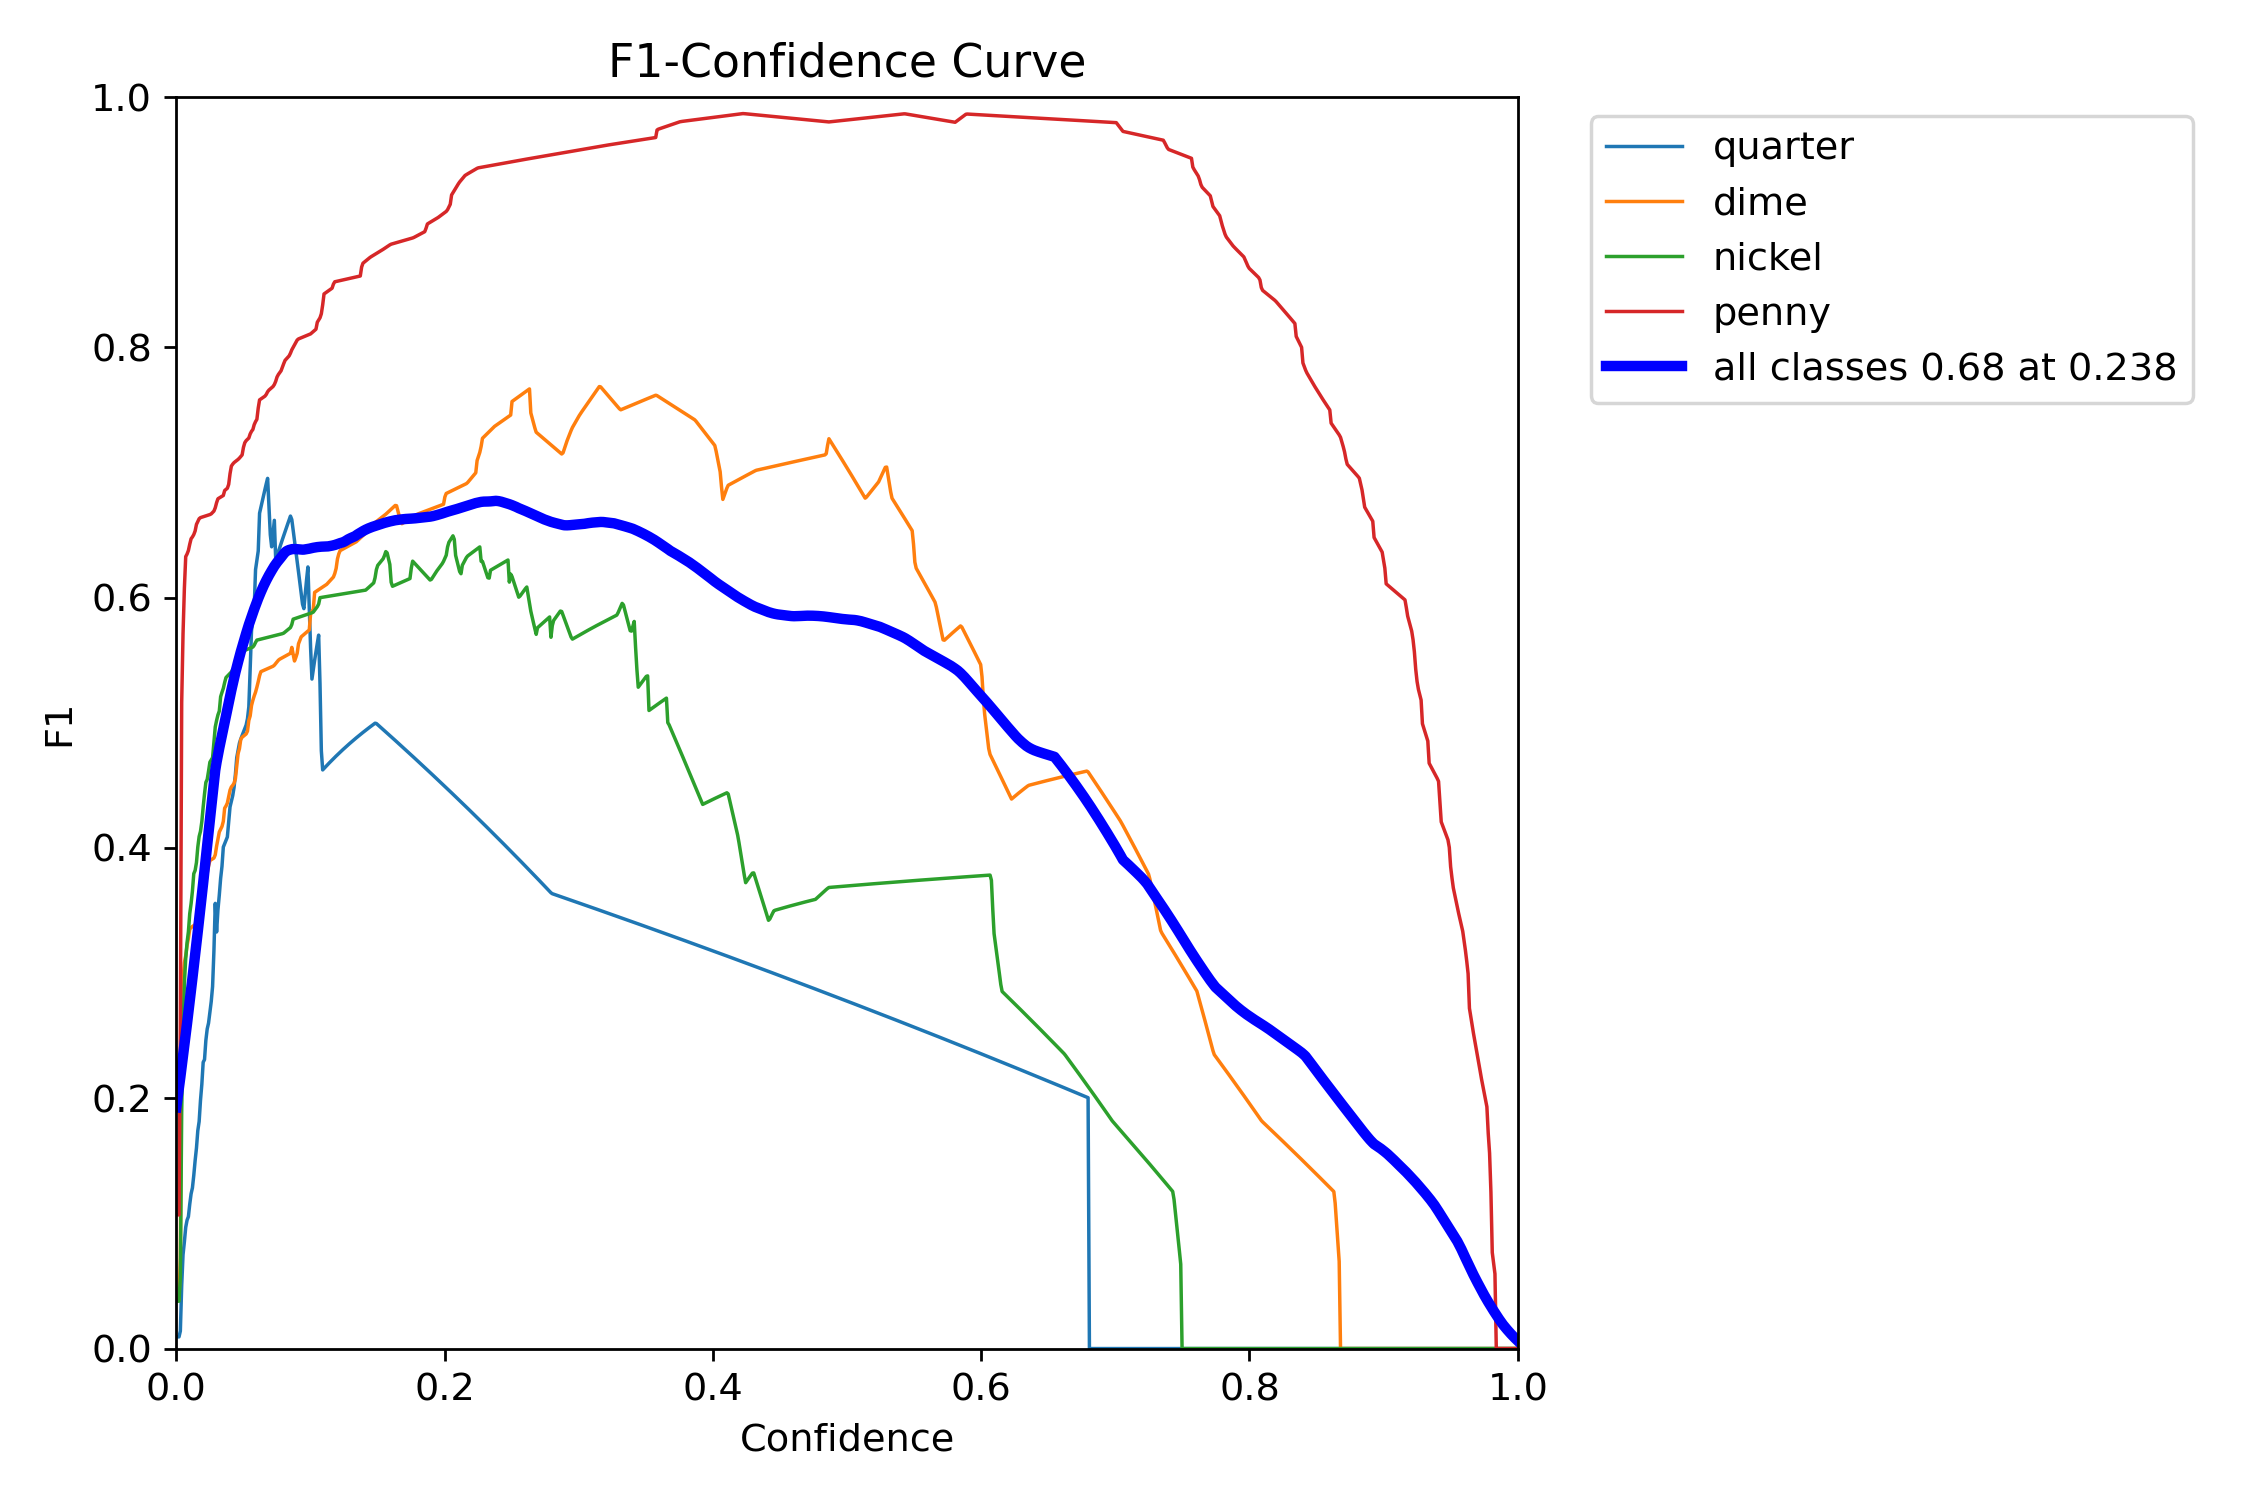 F1-Confidence Curve
1.0
0.8
0.6
0.4
0.2
0.0
F1
0.0 0.2 0.4 0.6 0.8 1.0
Confidence
quarter
dime
nickel
penny
all classes 0.68 at 0.238